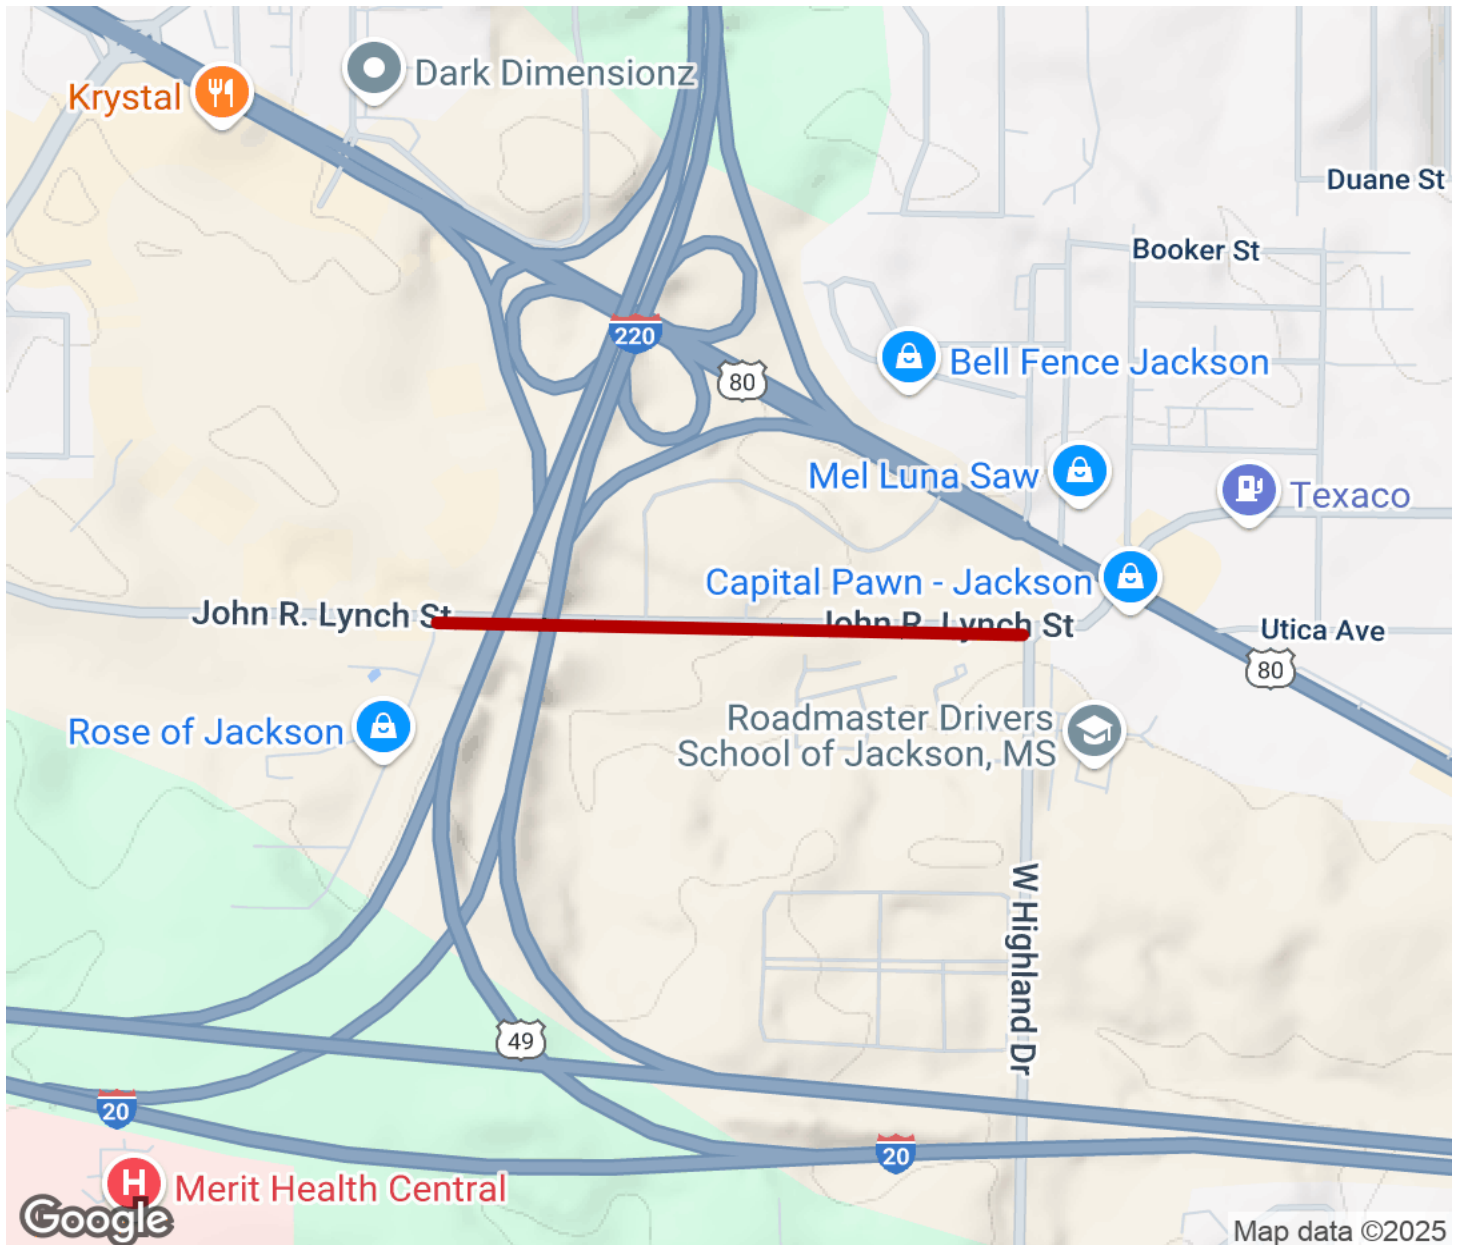 Krystal
Dark Dimensionz
Duane St
Booker St
220
80
Bell Fence Jackson
Mel Luna Saw
Texaco
Capital Pawn - Jackson
John R. Lynch St
John R. Lynch St
Utica Ave
80
Rose of Jackson
Roadmaster Drivers
School of Jackson, MS
W Highland Dr
49
20
20
H Merit Health Central
Google
Map data ©2025